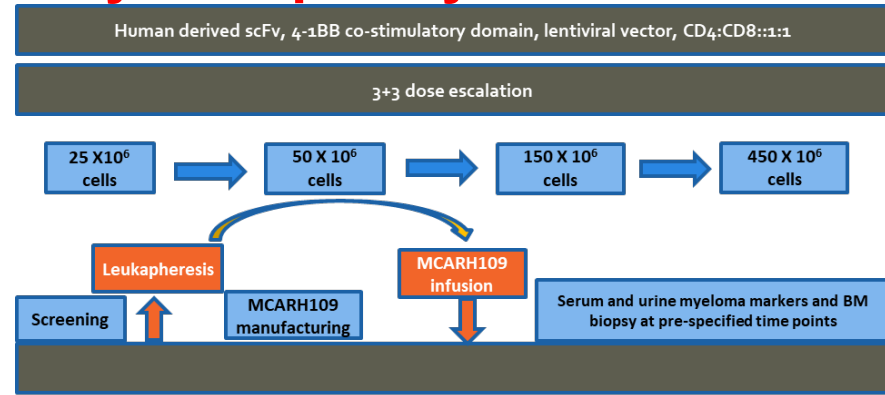 Human derived scFv, 4-1BB co-stimulatory domain, lentiviral vector, CD4:CD8::1:1
3+3 dose escalation
25 X10⁶
cells
50 X 10⁶
cells
150 X 10⁶
cells
450 X 10⁶
cells
Leukapheresis
MCARH109
infusion
Screening
MCARH109
manufacturing
Serum and urine myeloma markers and BM
biopsy at pre-specified time points